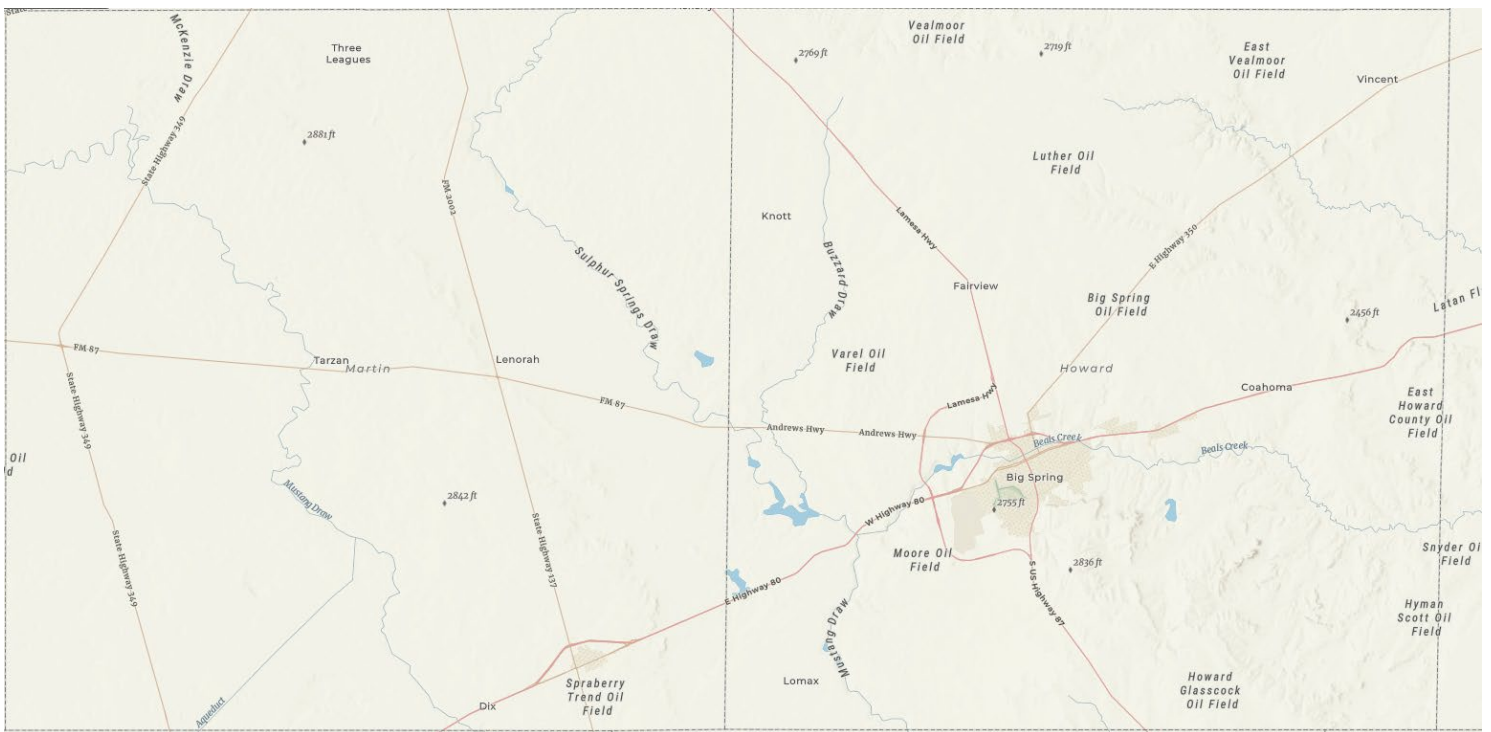 State
McKenzie Draw
Three
Leagues
2769 ft
Vealmoor
Oil Field
2719 ft
East
Vealmoor
Oil Field
Vincent
2881 ft
State Highway 349
Luther Oil
Field
FM 2002
Knott
Lamesa Hwy
E Highway 350
Sulphur Springs Draw
Buzzard Draw
Fairview
Big Spring
Oil Field
2456 ft
Latan Fl
FM 87
Tarzan
Martin
Lenorah
Varel Oil
Field
Howard
Coahoma
State Highway 349
FM 87
Lamesa Hwy
East
Howard
County Oil
Field
Andrews Hwy
Andrews Hwy
Beals Creek
Beals Creek
Oil
d
Mustang Draw
2842 ft
Big Spring
2755 ft
W Highway 80
State Highway 349
State Highway 137
Moore Oil
Field
2836 ft
Snyder Oi
Field
E Highway 80
S US Highway 87
Hyman
Scott Oil
Field
Mustang Draw
Lomax
Spraberry
Trend Oil
Field
Howard
Glasscock
Oil Field
Aqueduct
Dix